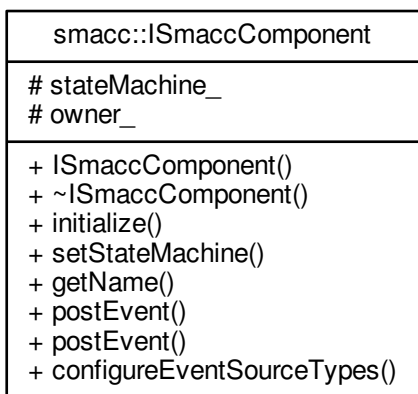 smacc::ISmaccComponent
# stateMachine_
# owner_
+ ISmaccComponent()
+ ~ISmaccComponent()
+ initialize()
+ setStateMachine()
+ getName()
+ postEvent()
+ postEvent()
+ configureEventSourceTypes()